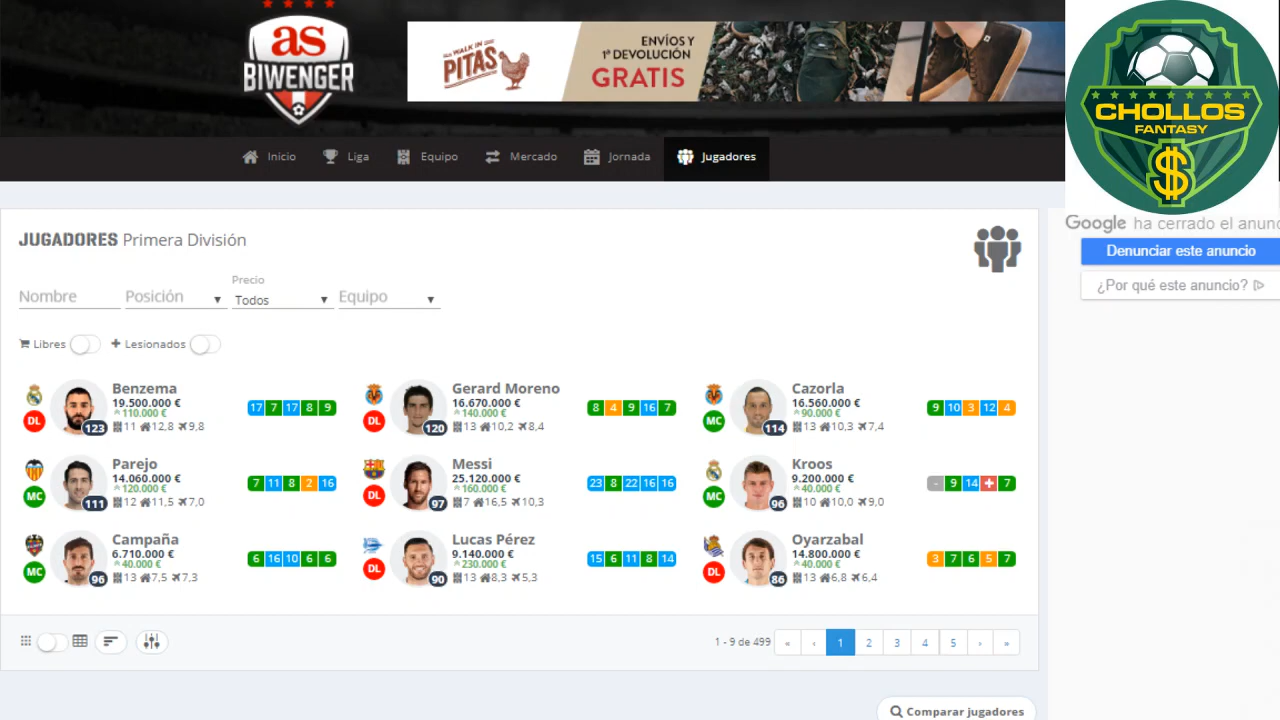 as
BIWENGER
WALK IN
PITAS
ENVÍOS Y
1ª DEVOLUCIÓN
GRATIS
CHOLLOS
FANTASY
$
Inicio Liga Equipo Mercado Jornada Jugadores
Google ha cerrado el anunc
Denunciar este anuncio
¿Por qué este anuncio?
JUGADORES Primera División
Precio
Nombre Posición Todos Equipo
Libres Lesionados
Benzema
19.500.000 €
110.000 €
DL 123 11 12,8 9,8
17 7 17 8 9
Gerard Moreno
16.670.000 €
140.000 €
DL 120 13 10,2 8,4
8 4 9 16 7
Cazorla
16.560.000 €
90.000 €
MC 114 13 10,3 7,4
9 10 3 12 4
Parejo
14.060.000 €
120.000 €
MC 111 12 11,5 7,0
7 11 8 2 16
Messi
25.120.000 €
160.000 €
DL 97 7 16,5 10,3
23 8 22 16 16
Kroos
9.200.000 €
40.000 €
MC 96 10 10,0 9,0
- 9 14 + 7
Campaña
6.710.000 €
40.000 €
MC 96 13 7,5 7,3
6 16 10 6 6
Lucas Pérez
9.140.000 €
230.000 €
DL 90 13 8,3 5,3
15 6 11 8 14
Oyarzabal
14.800.000 €
40.000 €
DL 86 13 6,8 6,4
3 7 6 5 7
1 - 9 de 499 « ‹ 1 2 3 4 5 › »
Comparar jugadores